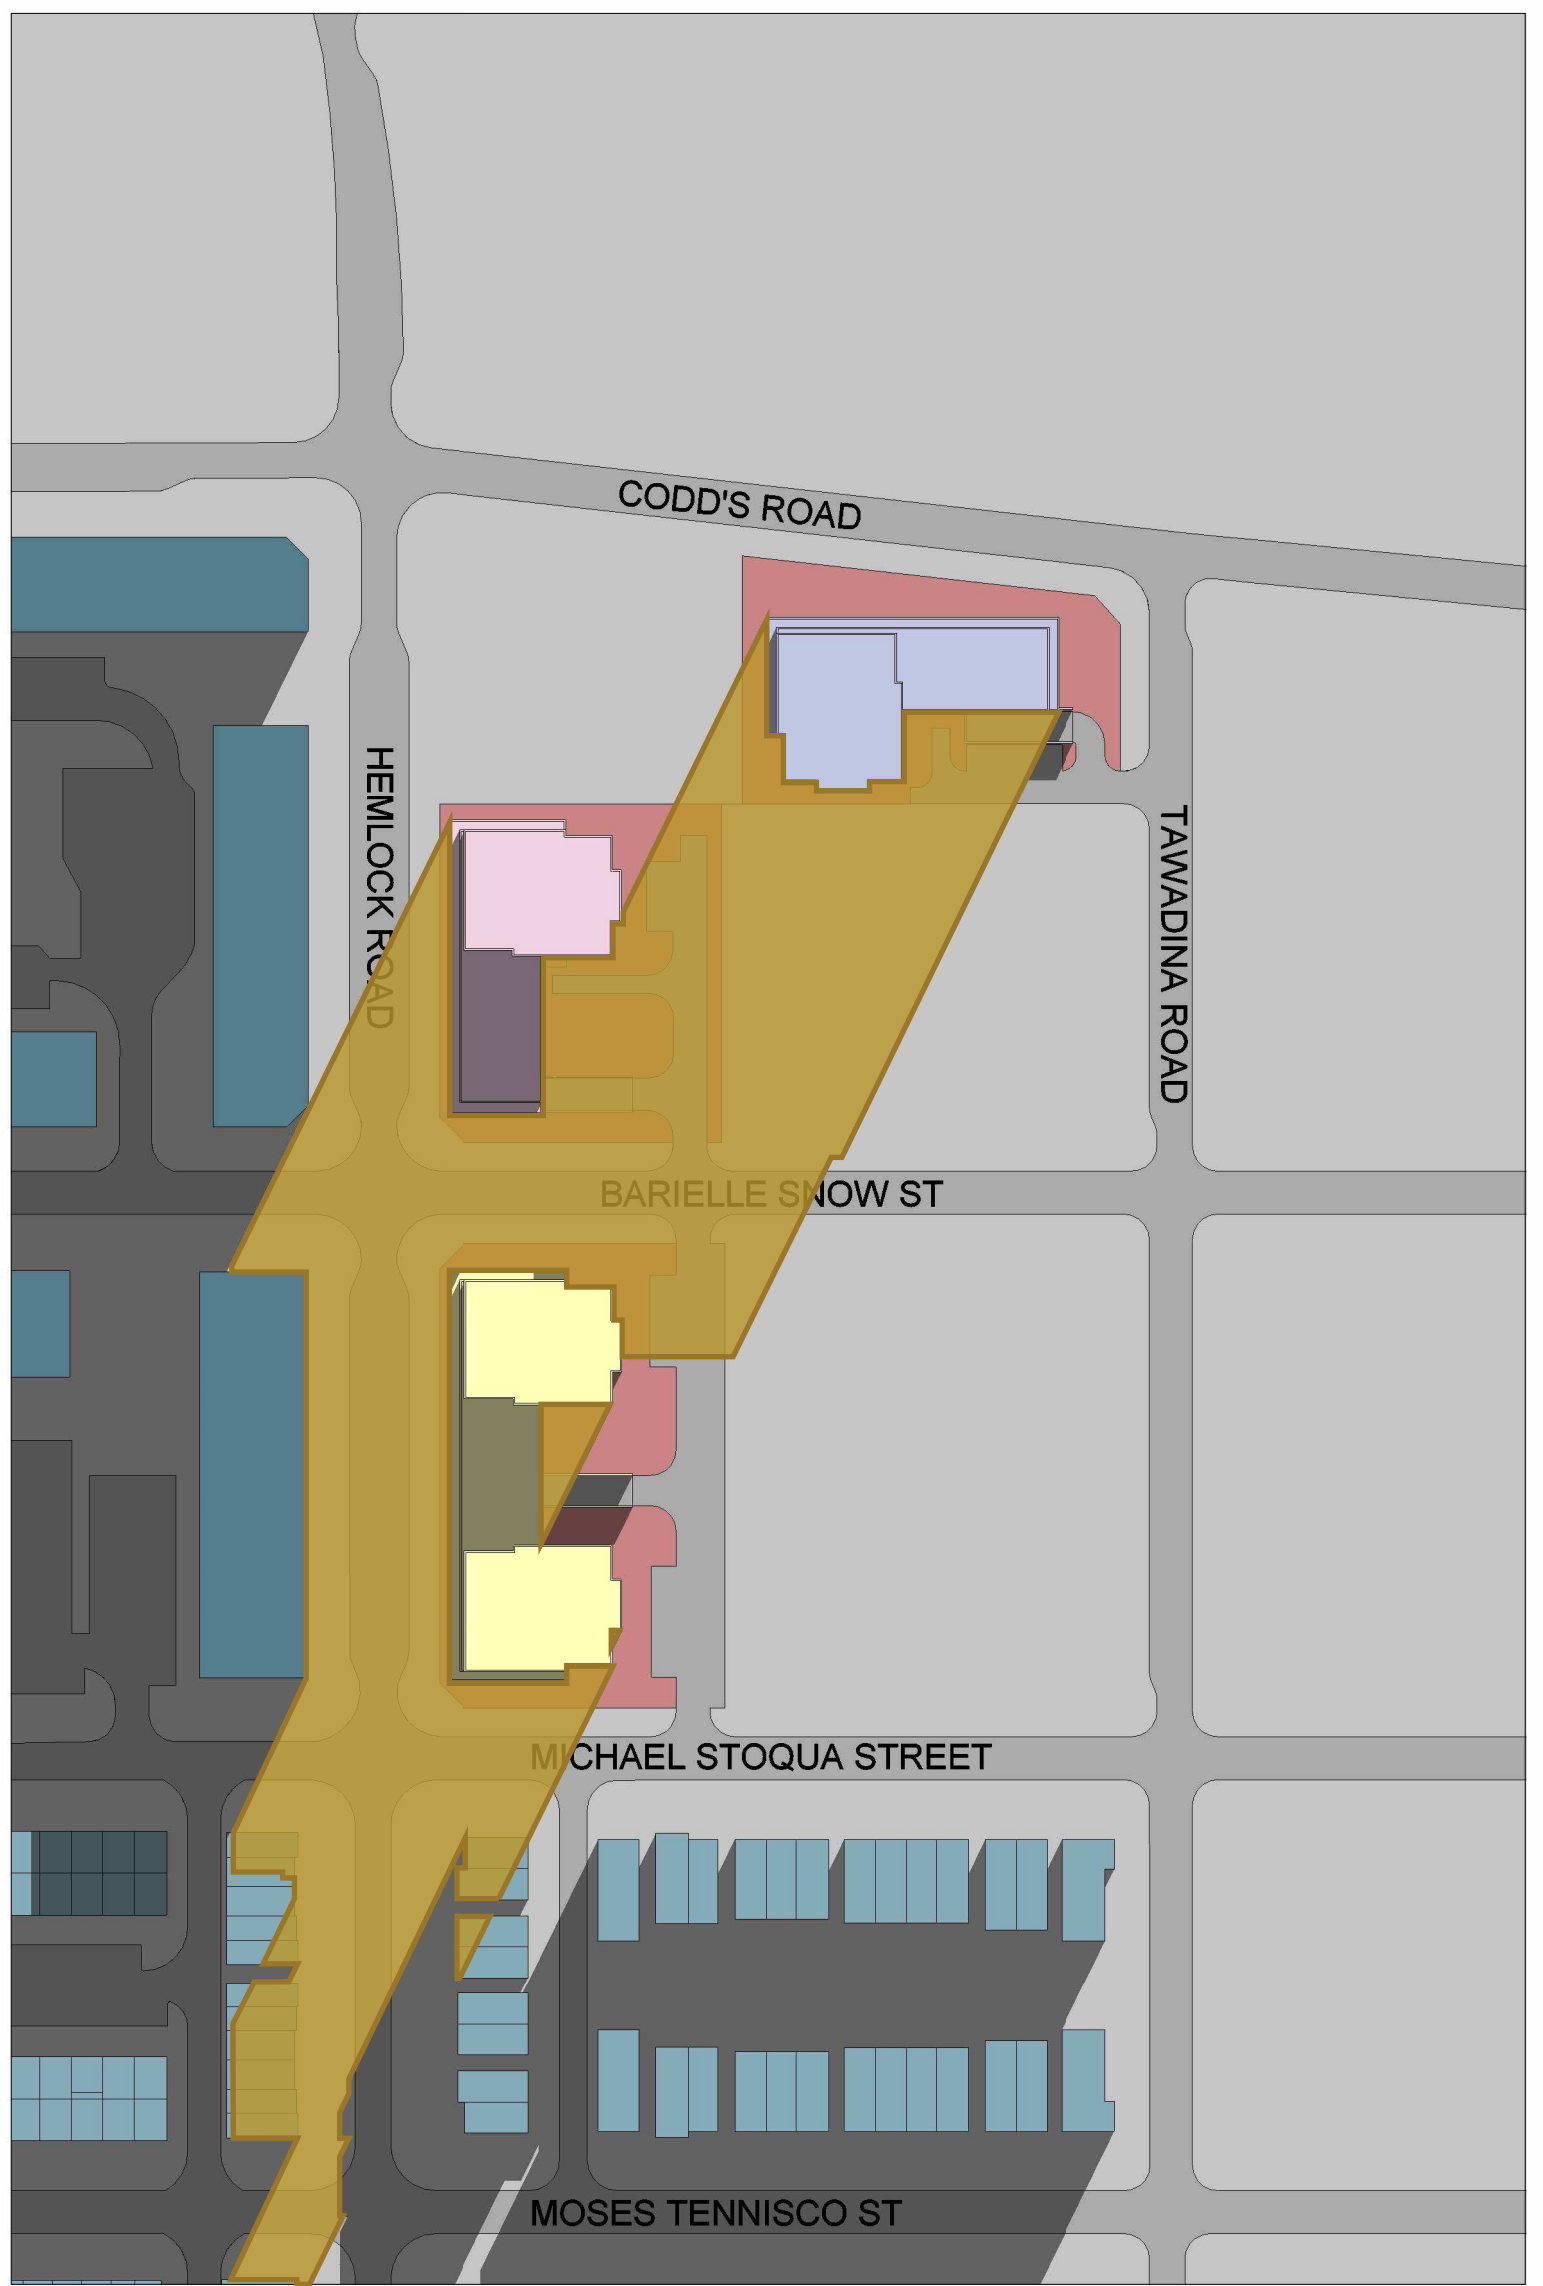 CODD'S ROAD
HEMLOCK ROAD
TAWADINA ROAD
BARIELLE SNOW ST
MICHAEL STOQUA STREET
MOSES TENNISCO ST